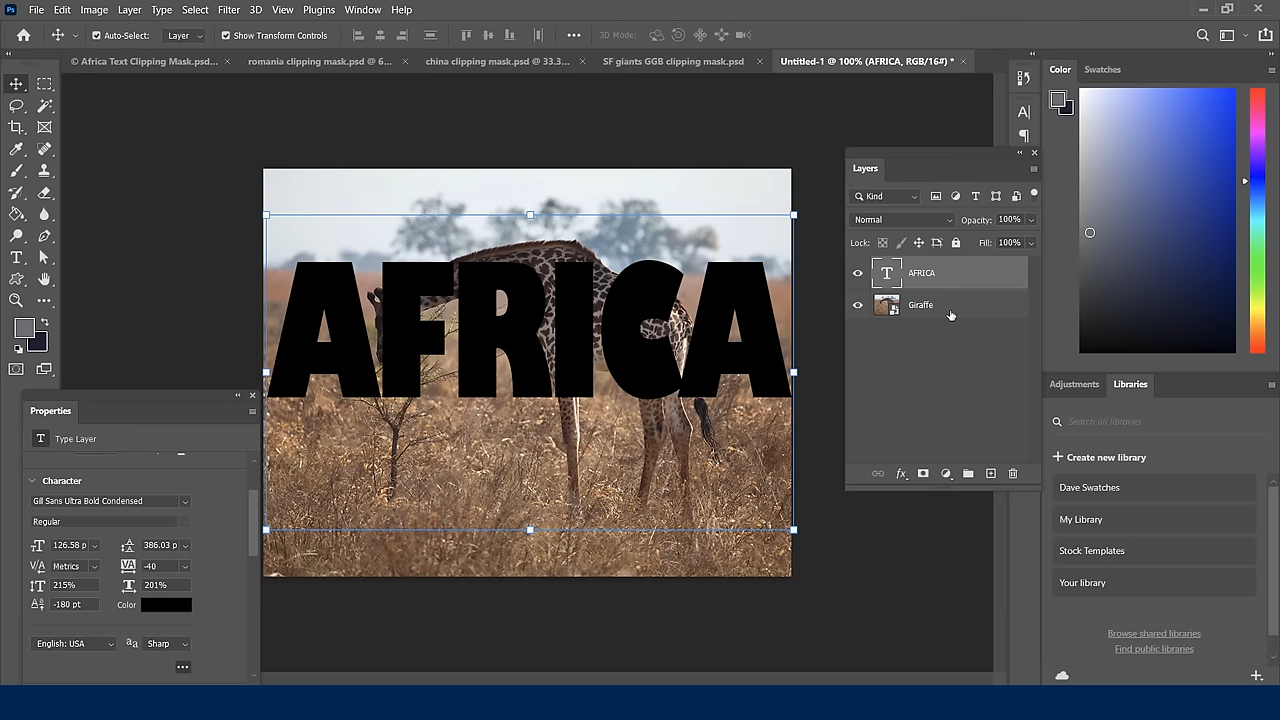 Ps File Edit Image Layer Type Select Filter 3D View Plugins Window Help
Auto-Select: Layer Show Transform Controls 3D Mode:
© Africa Text Clipping Mask.psd... × romania clipping mask.psd @ 6... × china clipping mask.psd @ 33.3... × SF giants GGB clipping mask.psd × Untitled-1 @ 100% (AFRICA, RGB/16#) * ×
Color Swatches
Layers
Kind
Normal Opacity: 100%
Lock: Fill: 100%
T AFRICA
Giraffe
AFRICA
Properties
T Type Layer
Character
Gil Sans Ultra Bold Condensed
Regular
126.58 p 386.03 p
Metrics -40
215% 201%
-180 pt Color
English: USA aa Sharp
fx
Adjustments Libraries
Search all libraries
+ Create new library
Dave Swatches
My Library
Stock Templates
Your library
Browse shared libraries
Find public libraries